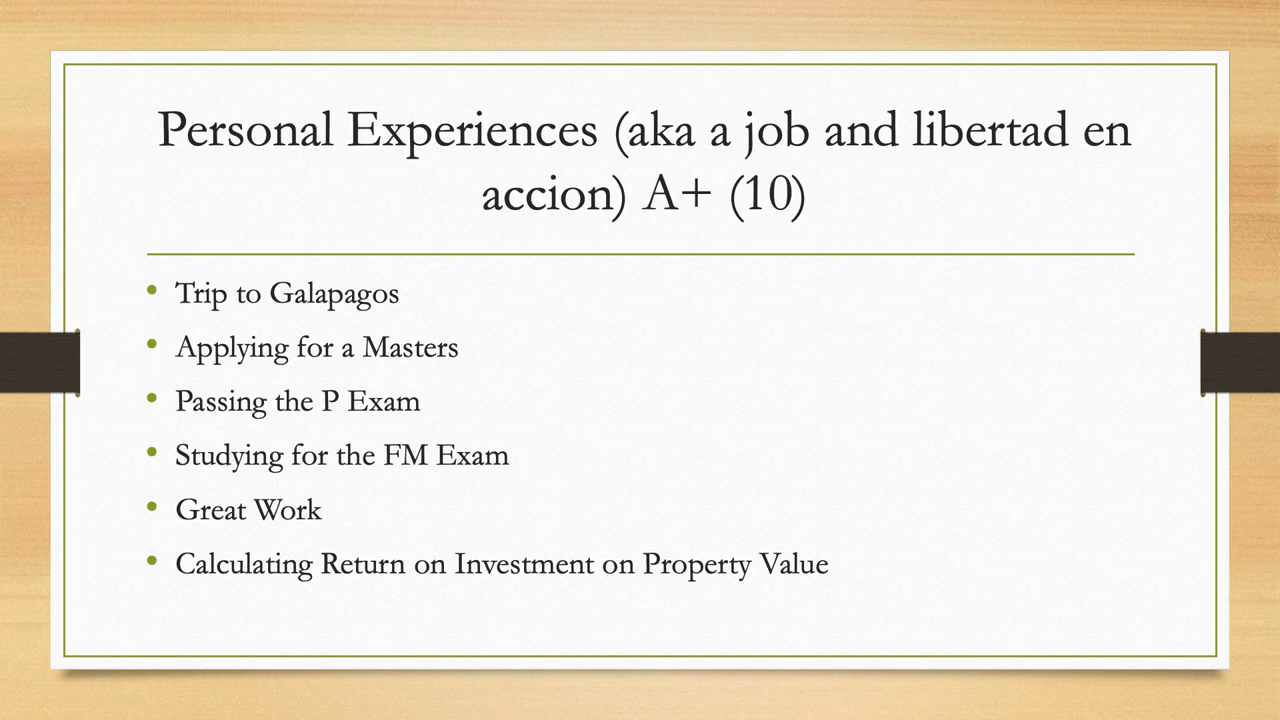 Personal Experiences (aka a job and libertad en
accion) A+ (10)
• Trip to Galapagos
• Applying for a Masters
• Passing the P Exam
• Studying for the FM Exam
• Great Work
• Calculating Return on Investment on Property Value